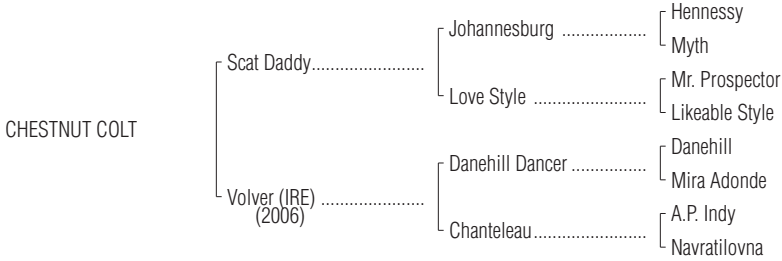 Hennessy
Johannesburg ..................
Myth
Scat Daddy........................
Mr. Prospector
Love Style ........................
Likeable Style
CHESTNUT COLT
Danehill
Danehill Dancer ................
Mira Adonde
Volver (IRE) ......................
(2006)
A.P. Indy
Chanteleau........................
Navratilovna